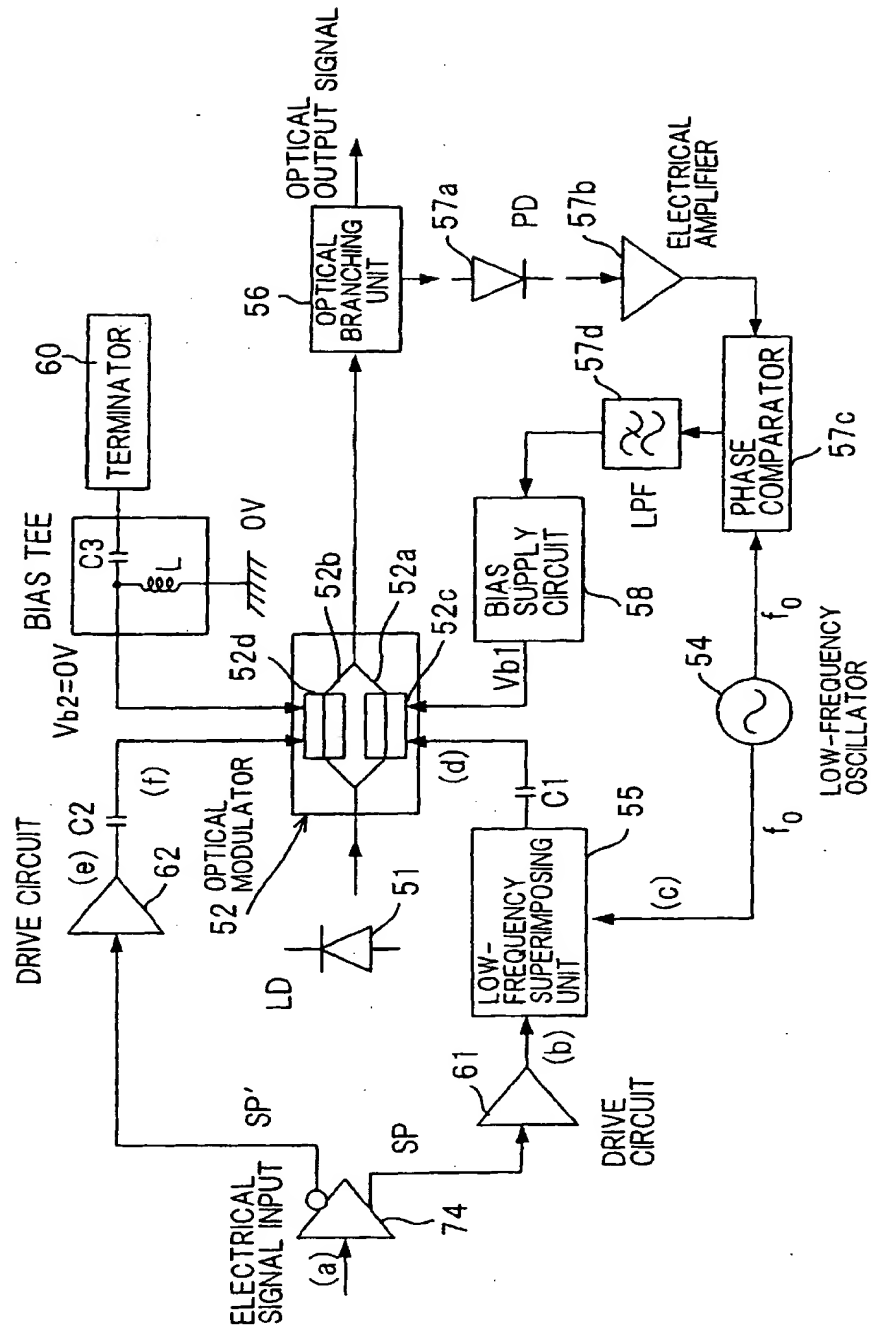 ELECTRICAL
SIGNAL INPUT
(a)
74
SP'
SP
DRIVE CIRCUIT
62
(e)
C2
(f)
61
DRIVE
CIRCUIT
(b)
LOW-
FREQUENCY
SUPERIMPOSING
UNIT
55
(c)
C1
(d)
LD
51
52 OPTICAL
MODULATOR
52d
52b
52a
52c
Vb2=0V
BIAS TEE
C3
L
0V
60
TERMINATOR
Vb1
BIAS
SUPPLY
CIRCUIT
58
f0
54
f0
LOW-FREQUENCY
OSCILLATOR
57d
LPF
PHASE
COMPARATOR
57c
56
OPTICAL
BRANCHING
UNIT
OPTICAL
OUTPUT SIGNAL
57a
PD
57b
ELECTRICAL
AMPLIFIER